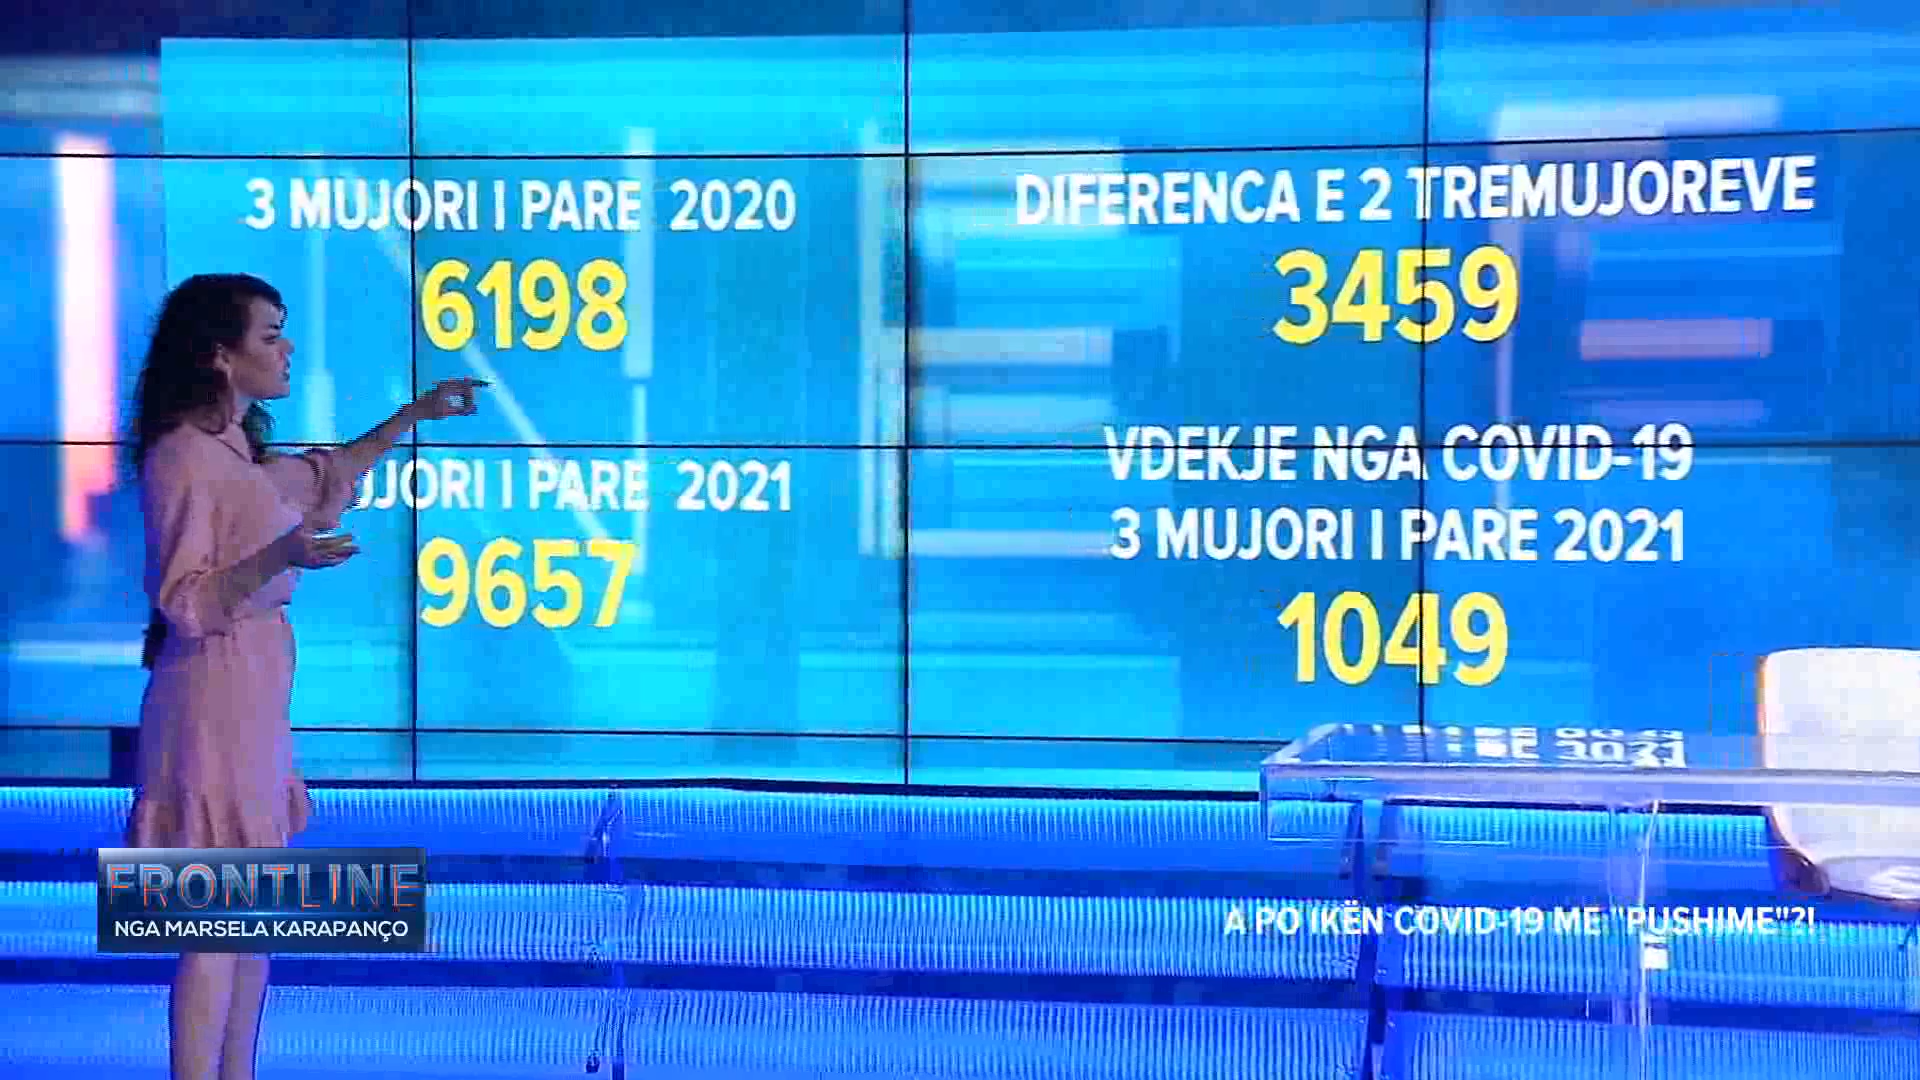 3 MUJORI I PARE 2020
6198
JORI I PARE 2021
9657
DIFERENCA E 2 TREMUJOREVE
3459
VDEKJE NGA COVID-19
3 MUJORI I PARE 2021
1049
FRONTLINE
NGA MARSELA KARAPANÇO
A PO IKËN COVID-19 ME "PUSHIME"?!